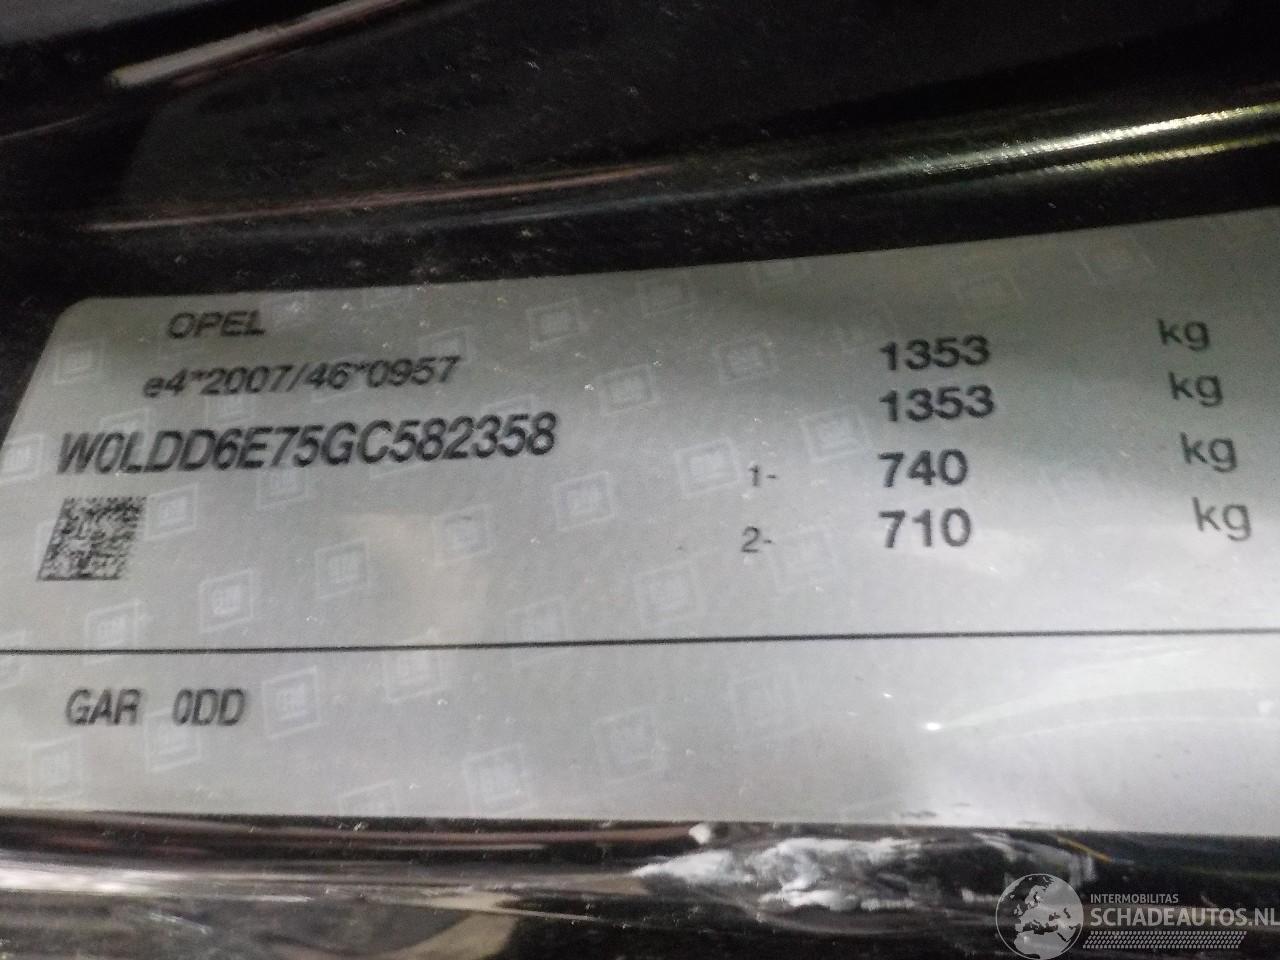 OPEL
e4*2007/46*0957
W0LDD6E75GC582358
1353 kg
1353 kg
1- 740 kg
2- 710 kg
GAR 0DD
INTERMOBILITAS
SCHADEAUTOS.NL